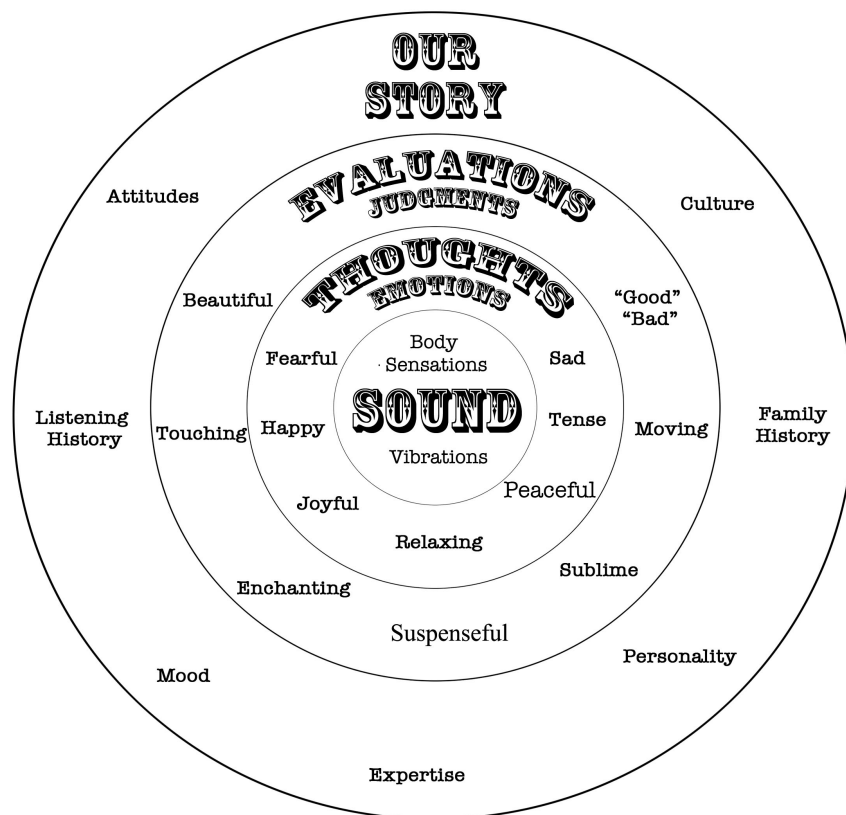 OUR
STORY
EVALUATIONS
JUDGMENTS
Attitudes
Culture
THOUGHTS
EMOTIONS
Beautiful
“Good”
“Bad”
Body
Sensations
Fearful
Sad
SOUND
Listening
History
Touching
Happy
Tense
Moving
Family
History
Vibrations
Peaceful
Joyful
Relaxing
Sublime
Enchanting
Suspenseful
Personality
Mood
Expertise